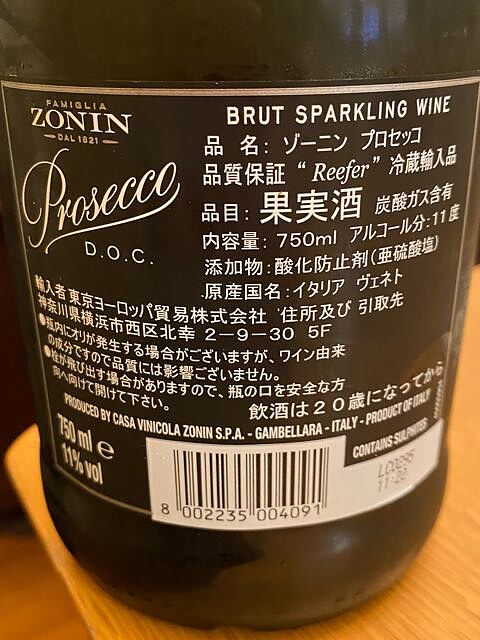 FAMIGLIA
ZONIN
DAL 1821
Prosecco
D.O.C.
BRUT SPARKLING WINE
品 名: ゾーニン プロセッコ
品質保証 “Reefer” 冷蔵輸入品
品目: 果実酒 炭酸ガス含有
内容量: 750ml アルコール分:11度
添加物:酸化防止剤(亜硫酸塩)
原産国名:イタリア ヴェネト
輸入者 東京ヨーロッパ貿易株式会社 住所及び 引取先
神奈川県横浜市西区北幸 2-9-30 5F
●瓶内にオリが発生する場合がございますが、ワイン由来
の成分ですので品質には影響ございません。
●栓が飛び出す場合がありますので、瓶の口を安全な方
向へ向けて開けて下さい。
飲酒は20歳になってから
PRODUCED BY CASA VINICOLA ZONIN S.P.A. - GAMBELLARA - ITALY - PRODUCT OF ITALY
750 ml e
11% vol
CONTAINS SULPHITES
8 002235 004091